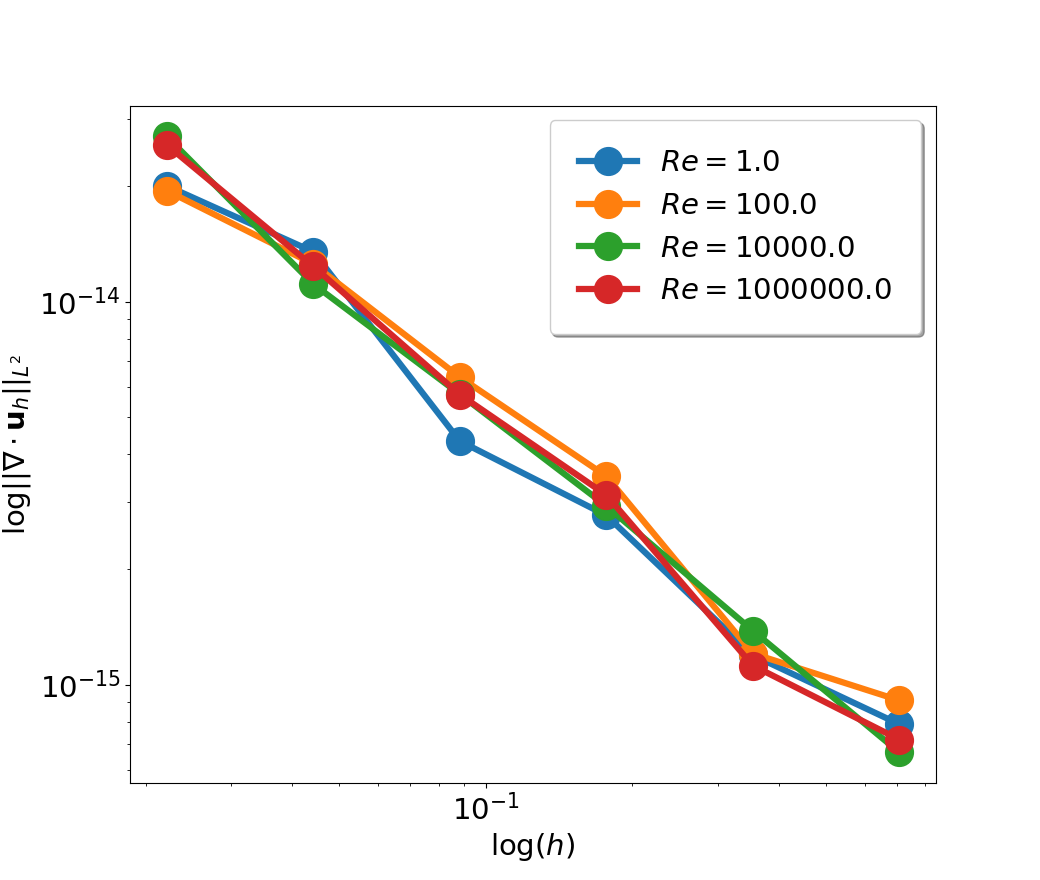 Re = 1.0
Re = 100.0
Re = 10000.0
Re = 1000000.0
10⁻¹⁴
10⁻¹⁵
log||∇ · 𝐮ₕ||_{L²}
10⁻¹
log(h)